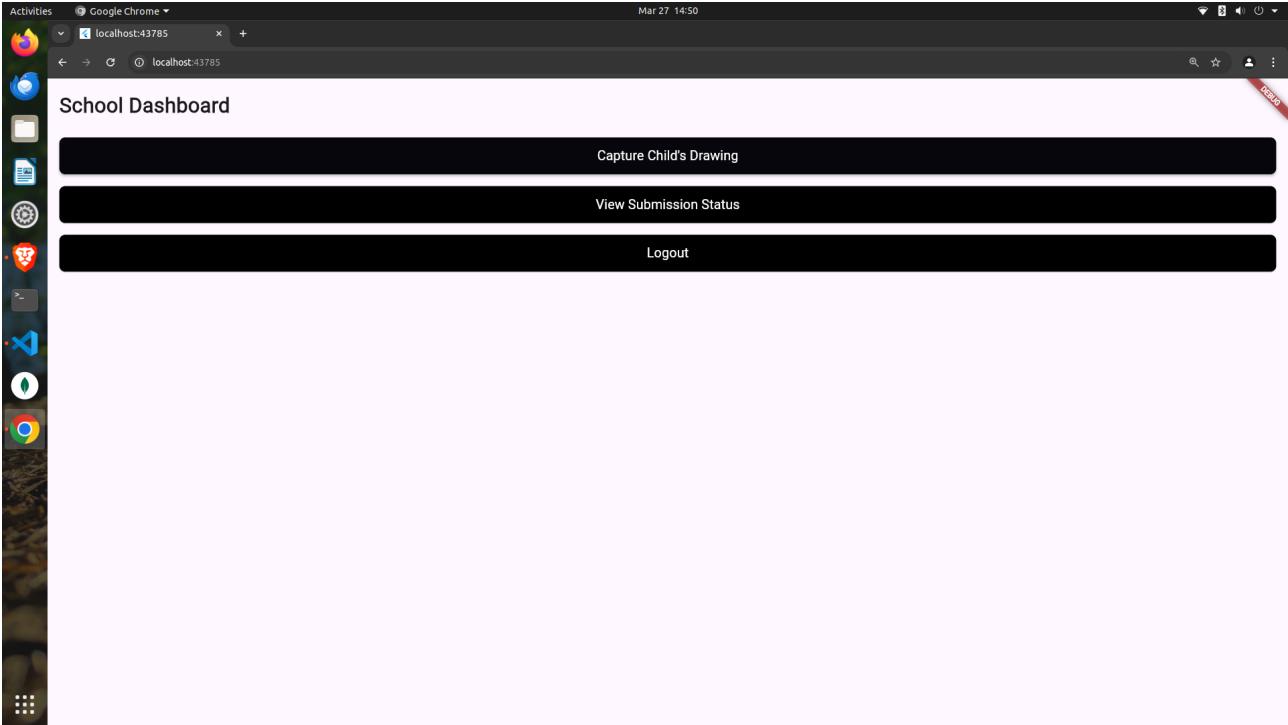 Activities Google Chrome Mar 27 14:50
localhost:43785
localhost:43785
School Dashboard
DEBUG
Capture Child's Drawing
View Submission Status
Logout